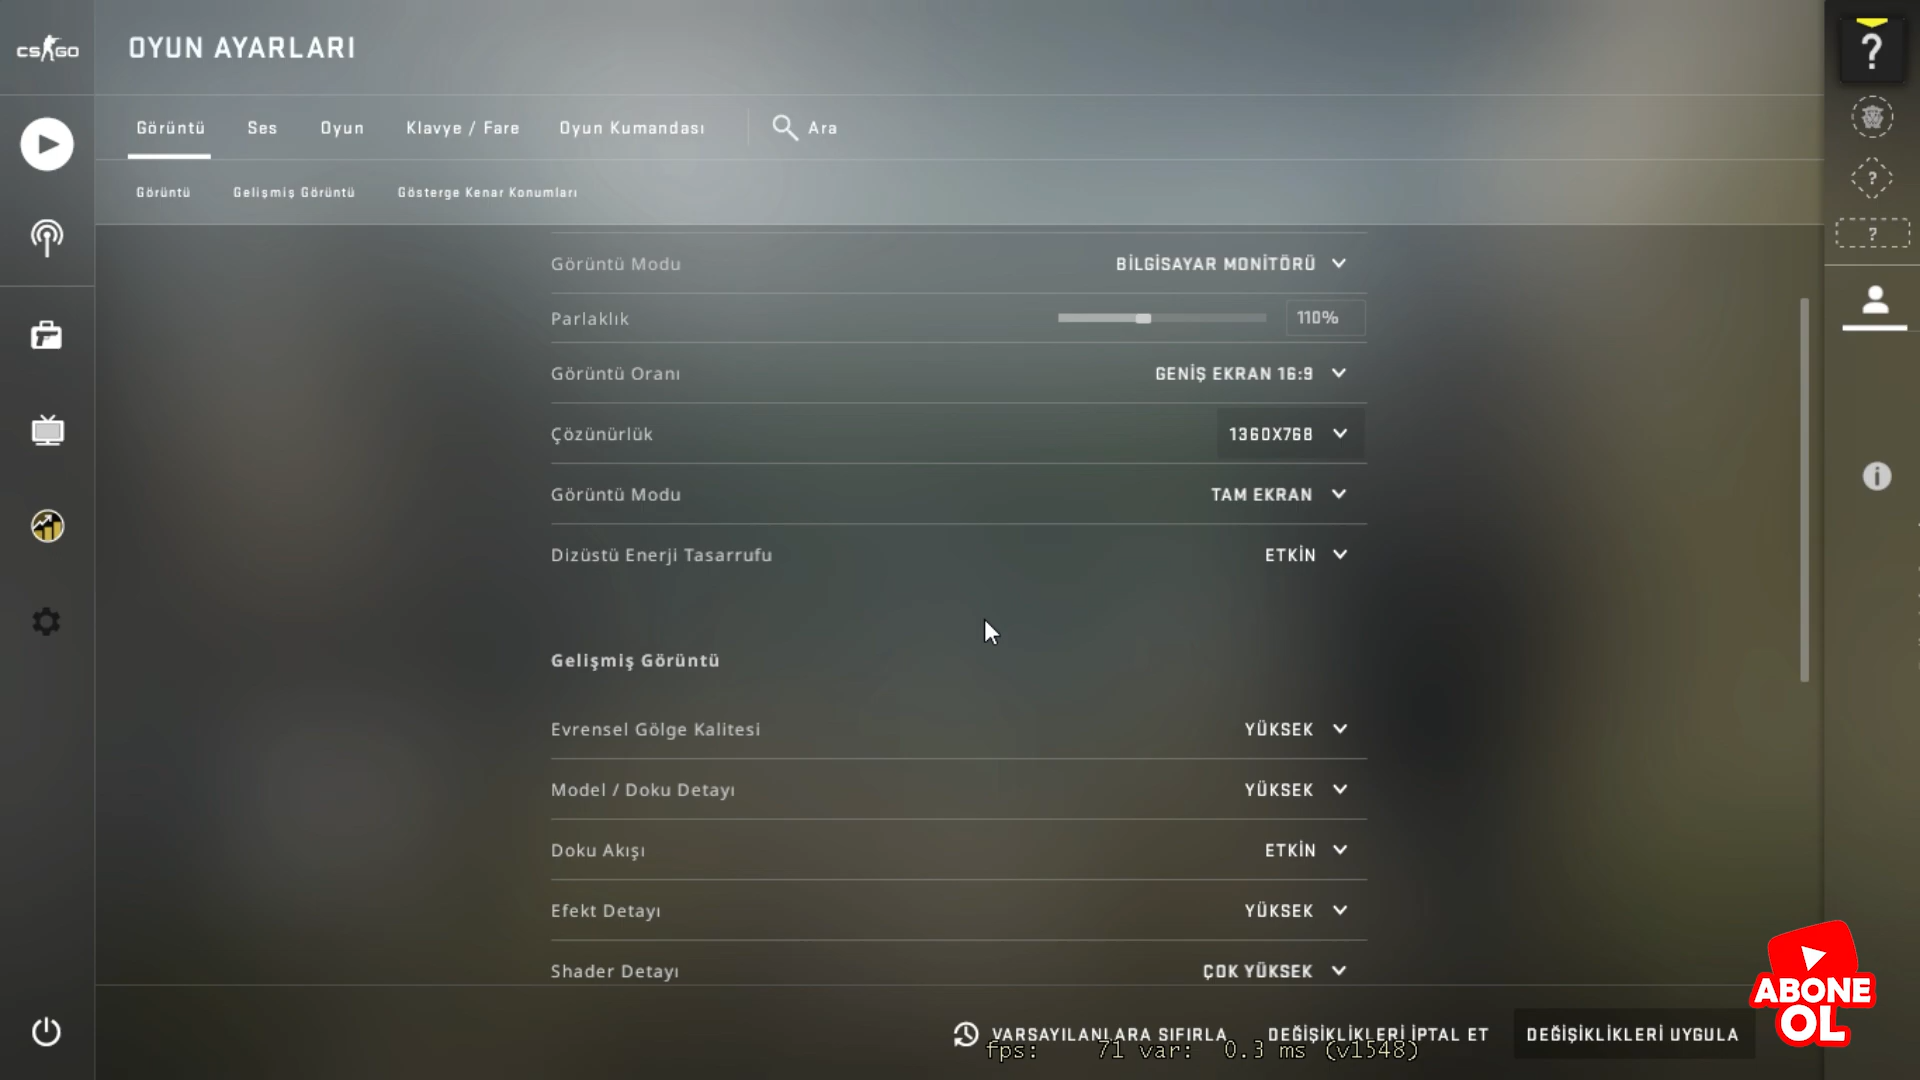 CS GO
OYUN AYARLARI
?
Görüntü
Ses
Oyun
Klavye / Fare
Oyun Kumandası
Ara
Görüntü
Gelişmiş Görüntü
Gösterge Kenar Konumları
?
?
Görüntü Modu
BİLGİSAYAR MONİTÖRÜ
Parlaklık
110%
Görüntü Oranı
GENİŞ EKRAN 16:9
Çözünürlük
1360X768
Görüntü Modu
TAM EKRAN
Dizüstü Enerji Tasarrufu
ETKİN
Gelişmiş Görüntü
Evrensel Gölge Kalitesi
YÜKSEK
Model / Doku Detayı
YÜKSEK
Doku Akışı
ETKİN
Efekt Detayı
YÜKSEK
Shader Detayı
ÇOK YÜKSEK
VARSAYILANLARA SIFIRLA
DEĞİŞİKLİKLERİ İPTAL ET
DEĞİŞİKLİKLERİ UYGULA
fps: 71 var: 0.3 ms (v1548)
ABONE
OL